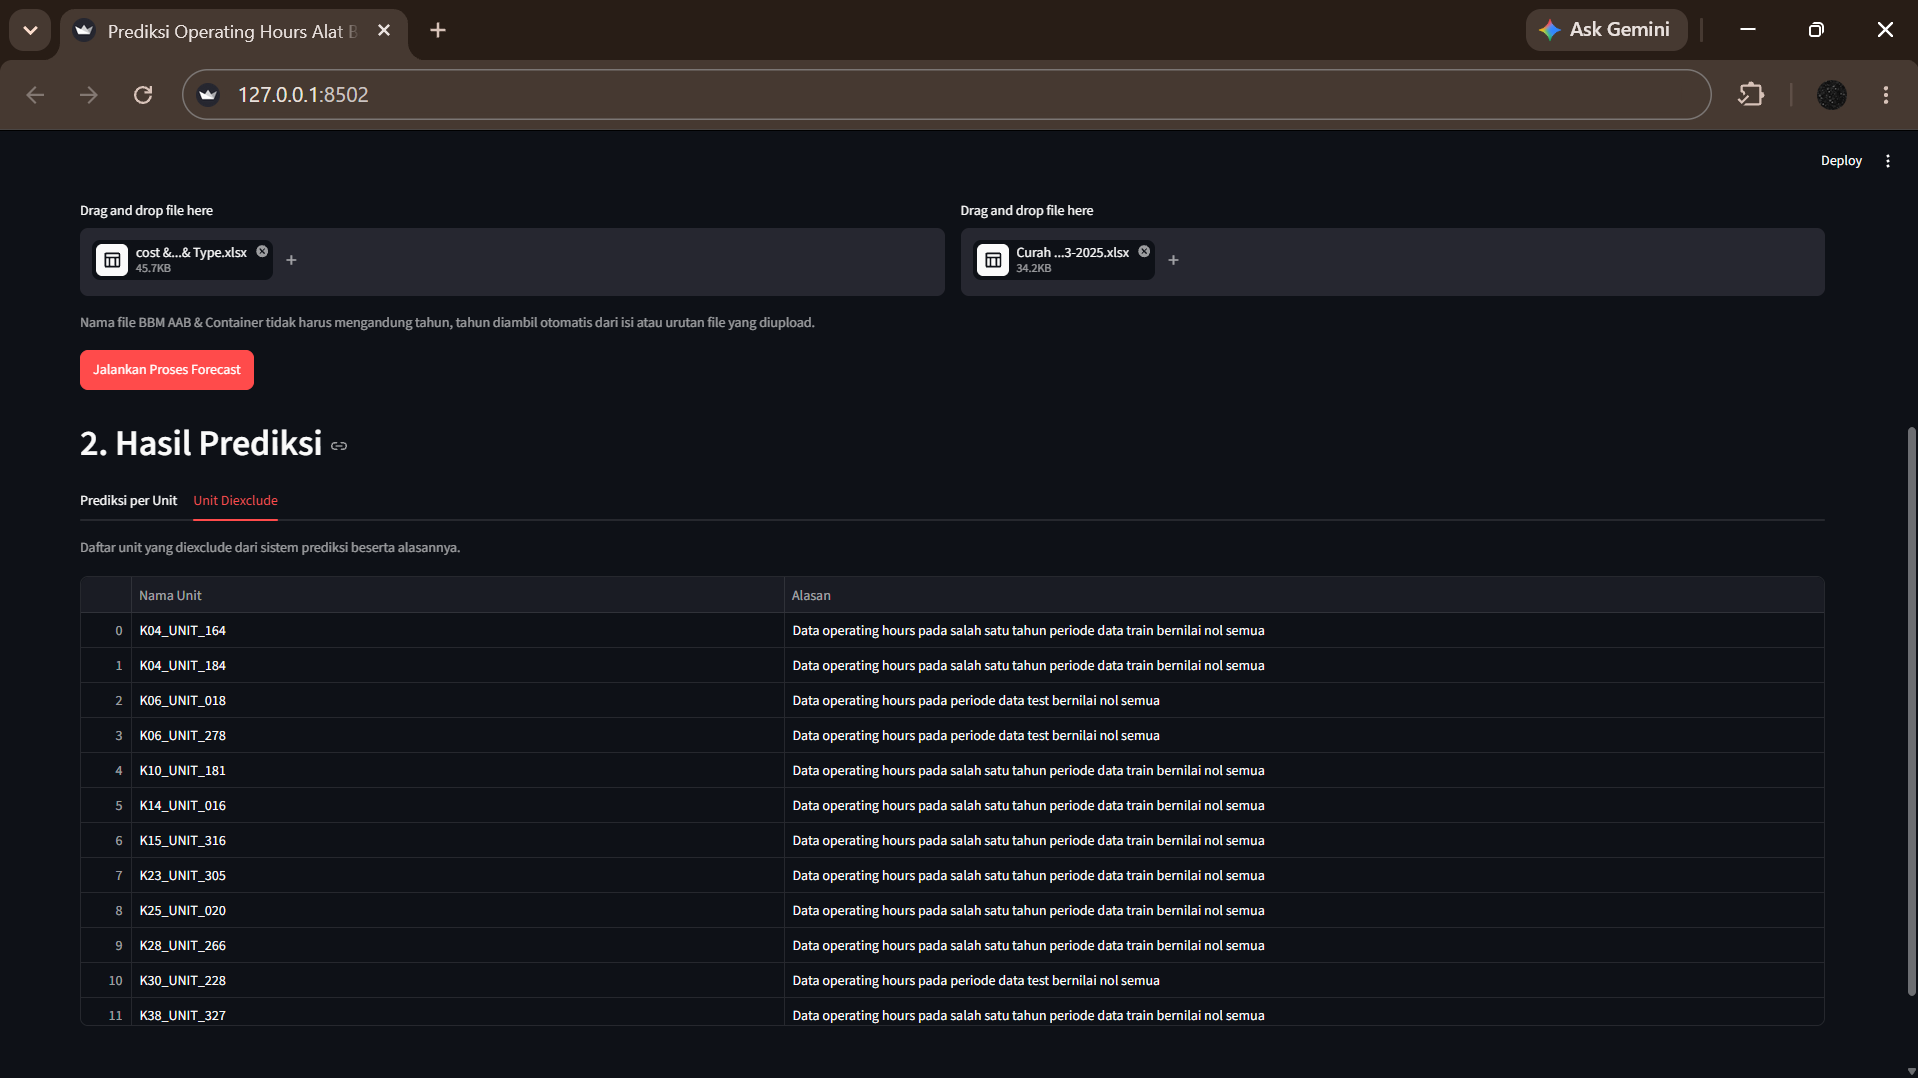 Prediksi Operating Hours Alat B
Ask Gemini
127.0.0.1:8502
Deploy
Drag and drop file here
Drag and drop file here
cost &...& Type.xlsx
45.7KB
Curah ...3-2025.xlsx
34.2KB
Nama file BBM AAB & Container tidak harus mengandung tahun, tahun diambil otomatis dari isi atau urutan file yang diupload.
Jalankan Proses Forecast
2. Hasil Prediksi
Prediksi per Unit Unit Diexclude
Daftar unit yang diexclude dari sistem prediksi beserta alasannya.
Nama Unit Alasan
0 K04_UNIT_164 Data operating hours pada salah satu tahun periode data train bernilai nol semua
1 K04_UNIT_184 Data operating hours pada salah satu tahun periode data train bernilai nol semua
2 K06_UNIT_018 Data operating hours pada periode data test bernilai nol semua
3 K06_UNIT_278 Data operating hours pada periode data test bernilai nol semua
4 K10_UNIT_181 Data operating hours pada salah satu tahun periode data train bernilai nol semua
5 K14_UNIT_016 Data operating hours pada salah satu tahun periode data train bernilai nol semua
6 K15_UNIT_316 Data operating hours pada salah satu tahun periode data train bernilai nol semua
7 K23_UNIT_305 Data operating hours pada salah satu tahun periode data train bernilai nol semua
8 K25_UNIT_020 Data operating hours pada salah satu tahun periode data train bernilai nol semua
9 K28_UNIT_266 Data operating hours pada salah satu tahun periode data train bernilai nol semua
10 K30_UNIT_228 Data operating hours pada periode data test bernilai nol semua
11 K38_UNIT_327 Data operating hours pada salah satu tahun periode data train bernilai nol semua